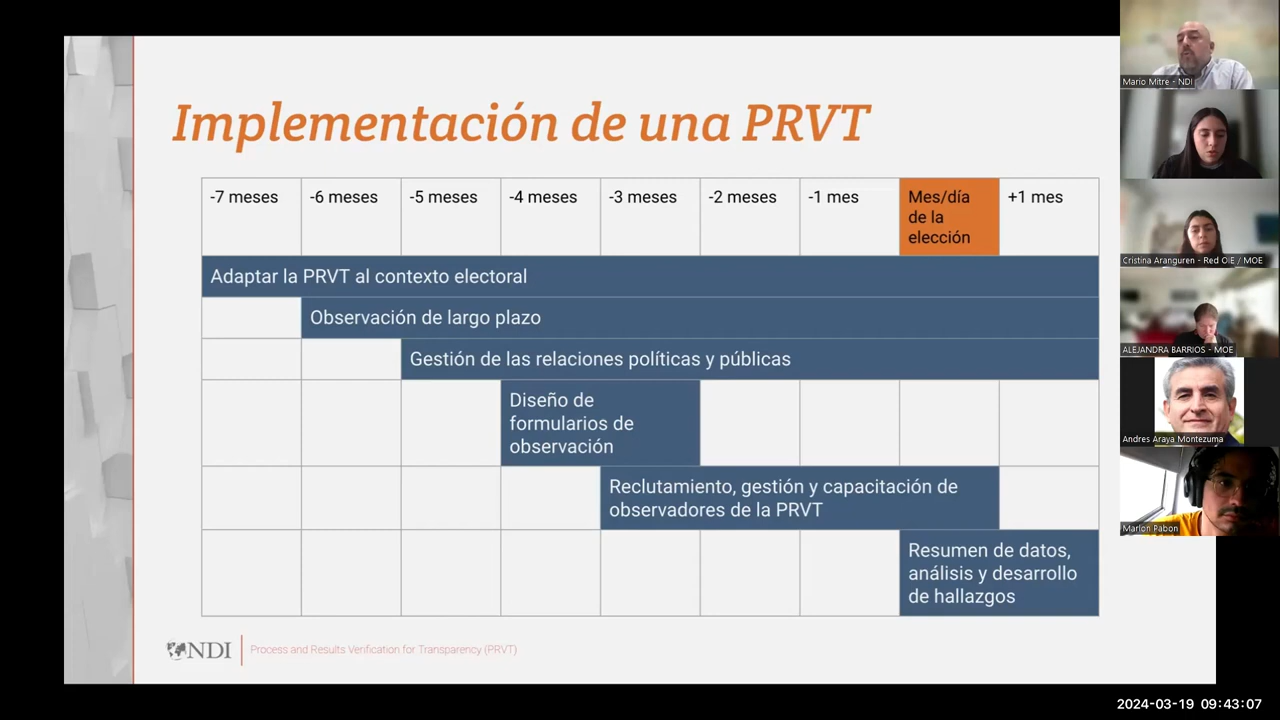 Implementación de una PRVT
-7 meses
-6 meses
-5 meses
-4 meses
-3 meses
-2 meses
-1 mes
Mes/día
de la
elección
+1 mes
Adaptar la PRVT al contexto electoral
Observación de largo plazo
Gestión de las relaciones políticas y públicas
Diseño de
formularios de
observación
Reclutamiento, gestión y capacitación de
observadores de la PRVT
Resumen de datos,
análisis y desarrollo
de hallazgos
NDI
Process and Results Verification for Transparency (PRVT)
Mario Mitre - NDI
Cristina Aranguren - Red OIE / MOE
ALEJANDRA BARRIOS - MOE
Andres Araya Montezuma
Marlon Pabon
2024-03-19 09:43:07